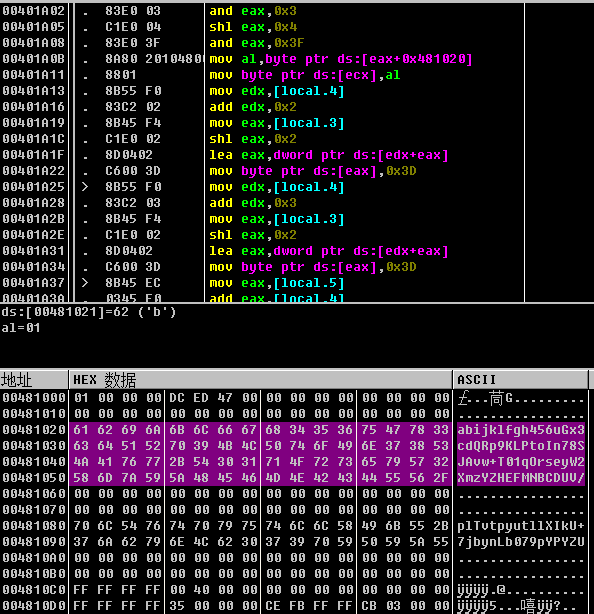 00401A02 . 83E0 03 and eax,0x3
00401A05 . C1E0 04 shl eax,0x4
00401A08 . 83E0 3F and eax,0x3F
00401A0B . 8A80 20104800 mov al,byte ptr ds:[eax+0x481020]
00401A11 . 8801 mov byte ptr ds:[ecx],al
00401A13 . 8B55 F0 mov edx,[local.4]
00401A16 . 83C2 02 add edx,0x2
00401A19 . 8B45 F4 mov eax,[local.3]
00401A1C . C1E0 02 shl eax,0x2
00401A1F . 8D0402 lea eax,dword ptr ds:[edx+eax]
00401A22 . C600 3D mov byte ptr ds:[eax],0x3D
00401A25 > 8B55 F0 mov edx,[local.4]
00401A28 . 83C2 03 add edx,0x3
00401A2B . 8B45 F4 mov eax,[local.3]
00401A2E . C1E0 02 shl eax,0x2
00401A31 . 8D0402 lea eax,dword ptr ds:[edx+eax]
00401A34 . C600 3D mov byte ptr ds:[eax],0x3D
00401A37 > 8B45 EC mov eax,[local.5]
00401A3A . 0345 F0 add eax,[local.4]
ds:[00481021]=62 ('b')
al=01
地址 HEX 数据 ASCII
00481000 01 00 00 00 DC ED 47 00 00 00 00 00 00 00 00 00 ...G.........
00481010 00 00 00 00 00 00 00 00 00 00 00 00 00 00 00 00 ................
00481020 61 62 69 6A 6B 6C 66 67 68 34 35 36 75 47 78 33 abijklfgh456uGx3
00481030 63 64 51 52 70 39 4B 4C 50 74 6F 49 6E 37 38 53 cdQRp9KLPtoIn78S
00481040 4A 41 76 77 2B 54 30 31 71 4F 72 73 65 79 57 32 JAvw+T01qOrseyW2
00481050 58 6D 7A 59 5A 48 45 46 4D 4E 42 43 44 55 56 2F XmzYZHEFMNBCDUV/
00481060 00 00 00 00 00 00 00 00 00 00 00 00 00 00 00 00 ................
00481070 00 00 00 00 00 00 00 00 00 00 00 00 00 00 00 00 ................
00481080 70 6C 54 76 74 70 79 75 74 6C 6C 58 49 6B 55 2B plTvtpyutllXIkU+
00481090 37 6A 62 79 6E 4C 62 30 37 39 70 59 50 59 5A 55 7jbynLb079pYPYZU
004810A0 00 00 00 00 00 00 00 00 00 00 00 00 00 00 00 00 ................
004810B0 00 00 00 00 00 00 00 00 00 00 00 00 00 00 00 00 ................
004810C0 FF FF FF FF 00 40 00 00 00 00 00 00 00 00 00 00 .@..........
004810D0 FF FF FF FF 35 00 00 00 CE FB FF FF CB 03 00 00 5...